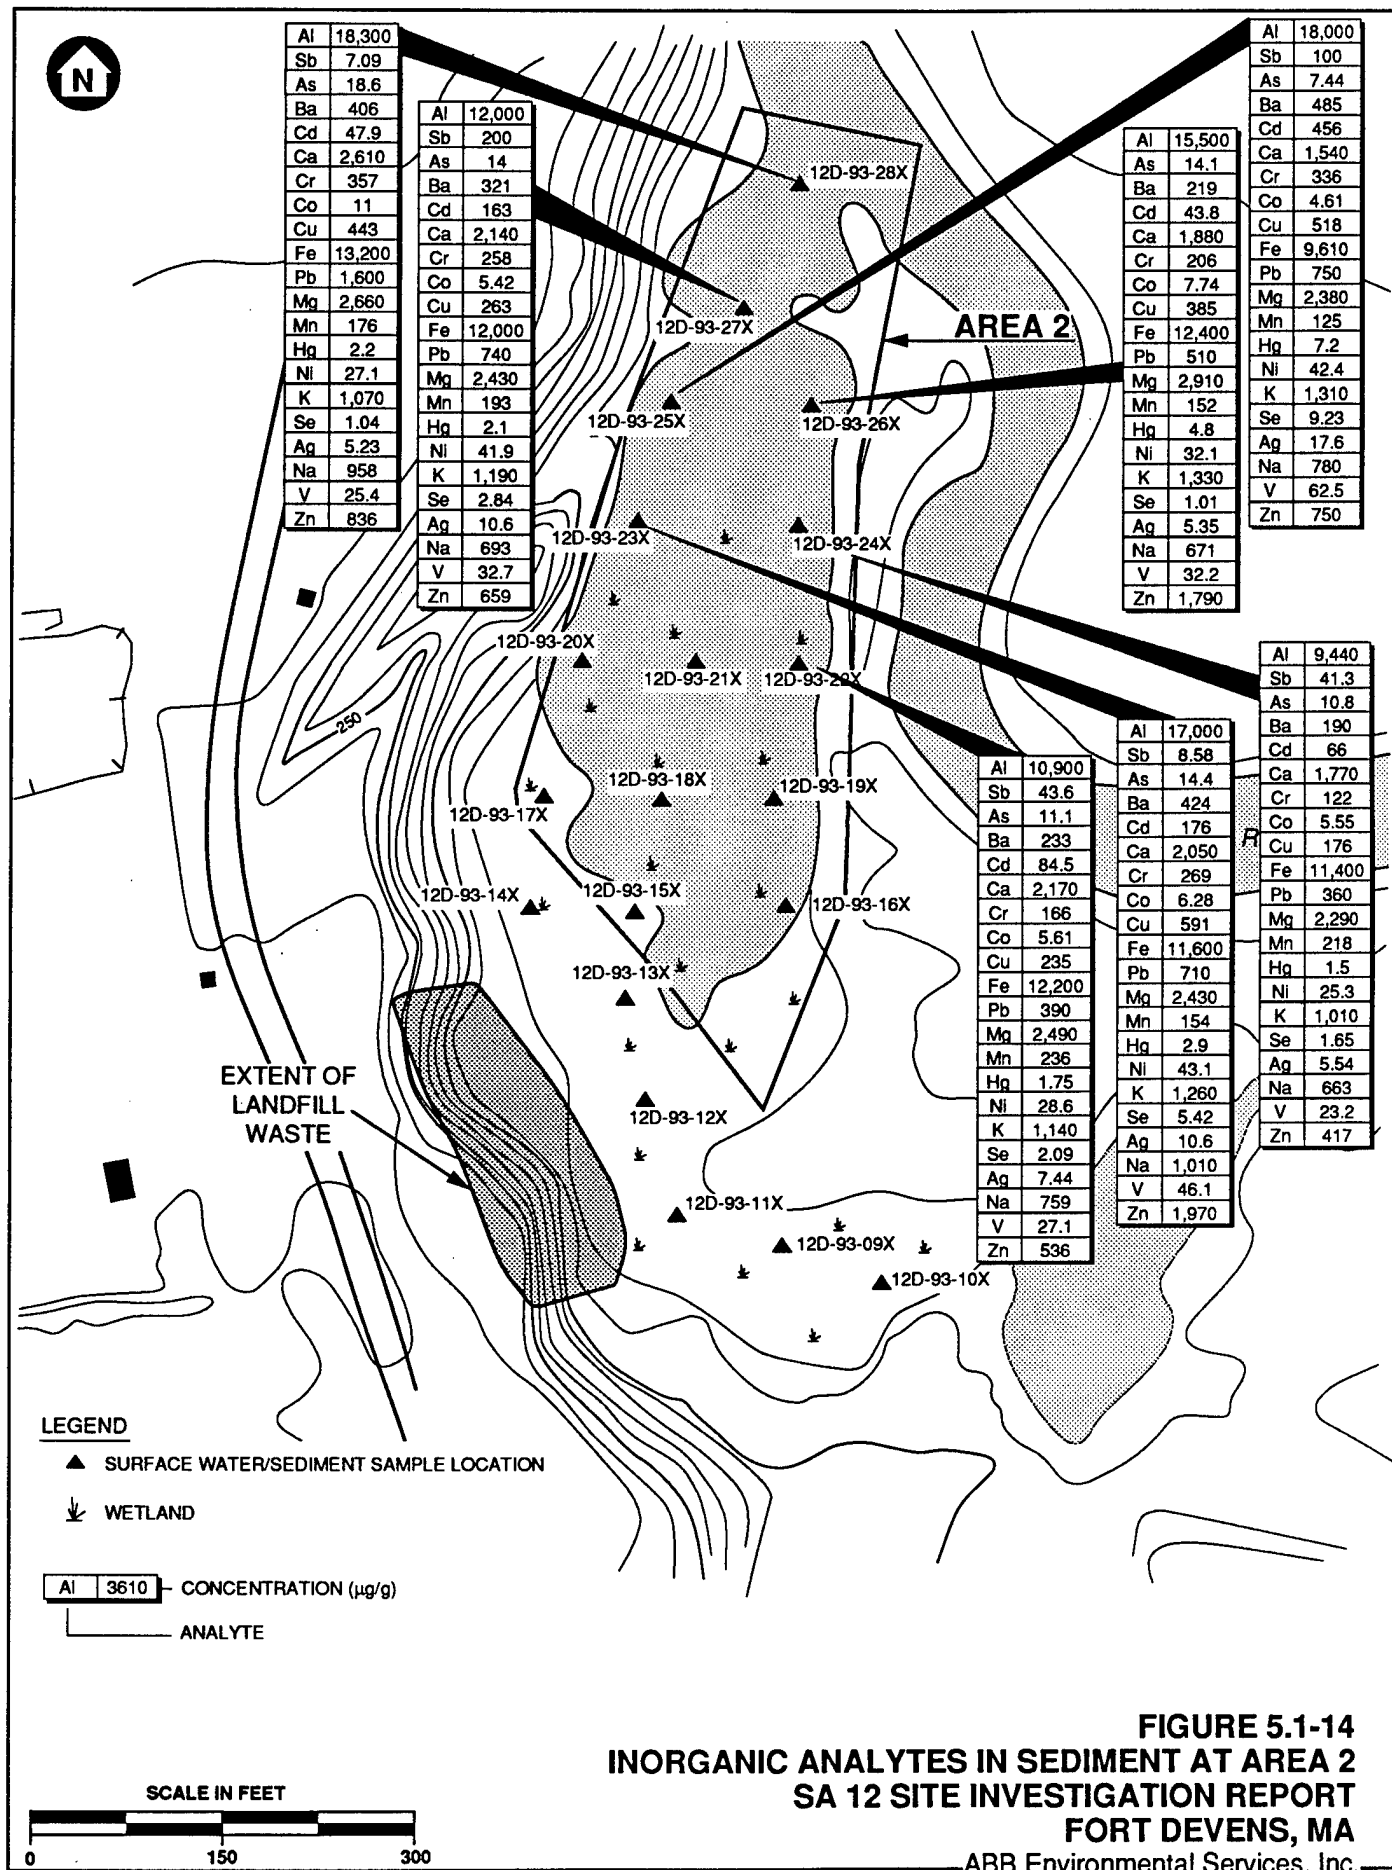 N
Al 18,300
Sb 7.09
As 18.6
Ba 406
Cd 47.9
Ca 2,610
Cr 357
Co 11
Cu 443
Fe 13,200
Pb 1,600
Mg 2,660
Mn 176
Hg 2.2
Ni 27.1
K 1,070
Se 1.04
Ag 5.23
Na 958
V 25.4
Zn 836
Al 12,000
Sb 200
As 14
Ba 321
Cd 163
Ca 2,140
Cr 258
Co 5.42
Cu 263
Fe 12,000
Pb 740
Mg 2,430
Mn 193
Hg 2.1
Ni 41.9
K 1,190
Se 2.84
Ag 10.6
Na 693
V 32.7
Zn 659
Al 15,500
As 14.1
Ba 219
Cd 43.8
Ca 1,880
Cr 206
Co 7.74
Cu 385
Fe 12,400
Pb 510
Mg 2,910
Mn 152
Hg 4.8
Ni 32.1
K 1,330
Se 1.01
Ag 5.35
Na 671
V 32.2
Zn 1,790
Al 18,000
Sb 100
As 7.44
Ba 485
Cd 456
Ca 1,540
Cr 336
Co 4.61
Cu 518
Fe 9,610
Pb 750
Mg 2,380
Mn 125
Hg 7.2
Ni 42.4
K 1,310
Se 9.23
Ag 17.6
Na 780
V 62.5
Zn 750
12D-93-28X
12D-93-27X
AREA 2
12D-93-25X
12D-93-26X
12D-93-23X
12D-93-24X
12D-93-20X
12D-93-21X
12D-93-22X
250
12D-93-18X
12D-93-19X
12D-93-17X
12D-93-14X
12D-93-15X
12D-93-16X
12D-93-13X
12D-93-12X
12D-93-11X
12D-93-09X
12D-93-10X
R
EXTENT OF
LANDFILL
WASTE
Al 10,900
Sb 43.6
As 11.1
Ba 233
Cd 84.5
Ca 2,170
Cr 166
Co 5.61
Cu 235
Fe 12,200
Pb 390
Mg 2,490
Mn 236
Hg 1.75
Ni 28.6
K 1,140
Se 2.09
Ag 7.44
Na 759
V 27.1
Zn 536
Al 17,000
Sb 8.58
As 14.4
Ba 424
Cd 176
Ca 2,050
Cr 269
Co 6.28
Cu 591
Fe 11,600
Pb 710
Mg 2,430
Mn 154
Hg 2.9
Ni 43.1
K 1,260
Se 5.42
Ag 10.6
Na 1,010
V 46.1
Zn 1,970
Al 9,440
Sb 41.3
As 10.8
Ba 190
Cd 66
Ca 1,770
Cr 122
Co 5.55
Cu 176
Fe 11,400
Pb 360
Mg 2,290
Mn 218
Hg 1.5
Ni 25.3
K 1,010
Se 1.65
Ag 5.54
Na 663
V 23.2
Zn 417
LEGEND
SURFACE WATER/SEDIMENT SAMPLE LOCATION
WETLAND
Al 3610 CONCENTRATION (µg/g)
ANALYTE
SCALE IN FEET
0 150 300
FIGURE 5.1-14
INORGANIC ANALYTES IN SEDIMENT AT AREA 2
SA 12 SITE INVESTIGATION REPORT
FORT DEVENS, MA
ABB Environmental Services, Inc.